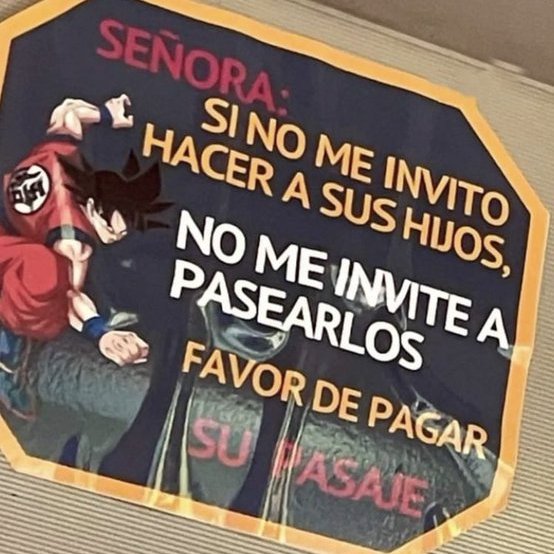 SEÑORA:
SI NO ME INVITO
HACER A SUS HIJOS,
NO ME INVITE A
PASEARLOS
FAVOR DE PAGAR
SU PASAJE